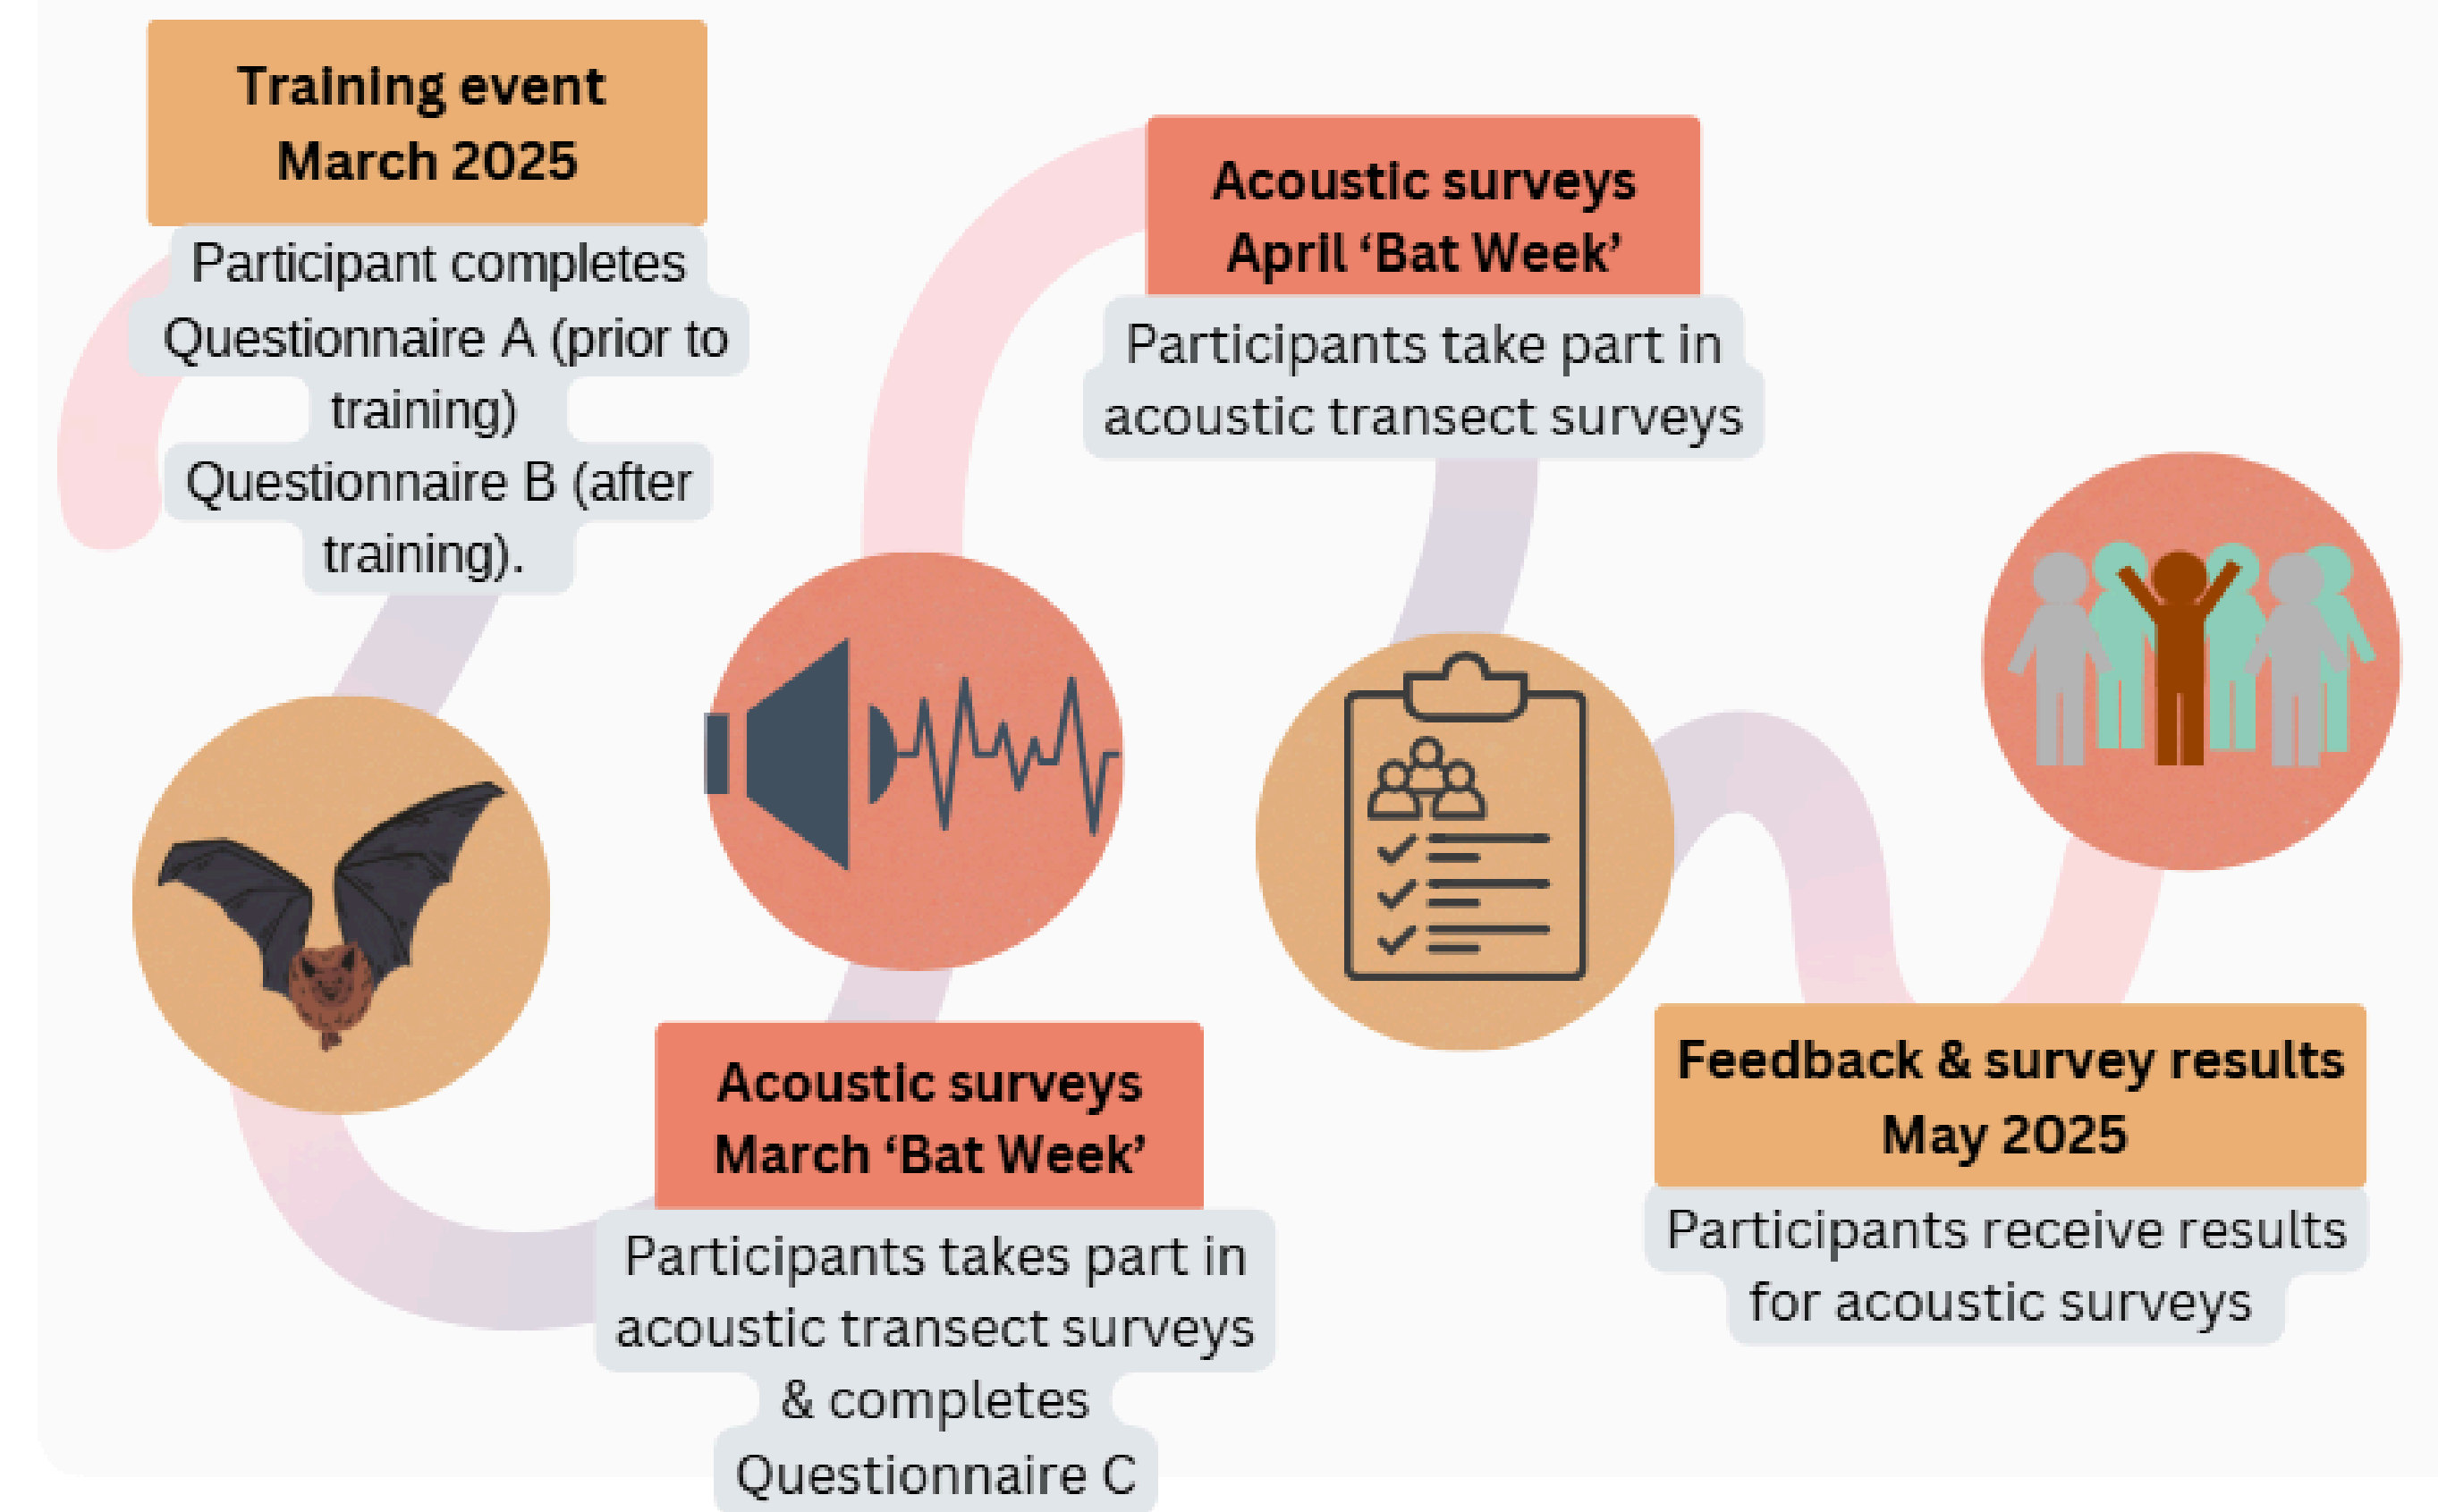 Training event
March 2025
Participant completes
Questionnaire A (prior to
training)
Questionnaire B (after
training).
Acoustic surveys
March ‘Bat Week’
Participants takes part in
acoustic transect surveys
& completes
Questionnaire C
Acoustic surveys
April ‘Bat Week’
Participants take part in
acoustic transect surveys
Feedback & survey results
May 2025
Participants receive results
for acoustic surveys